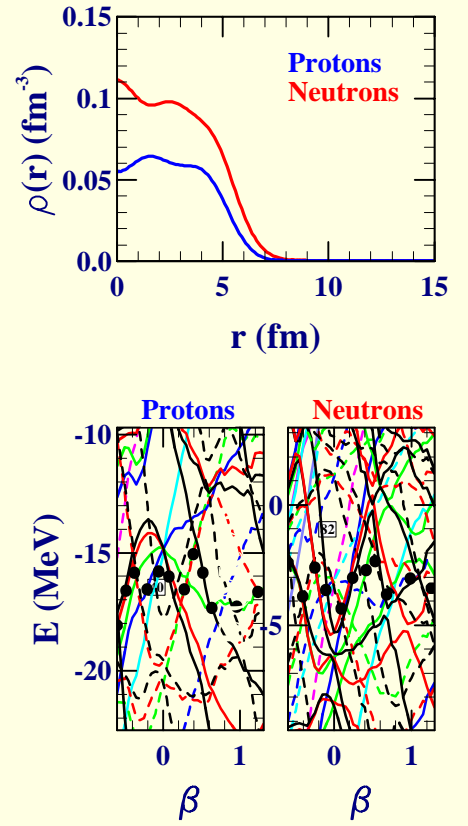 0.15
0.1
0.05
0.0
ρ(r) (fm⁻³)
Protons
Neutrons
0 5 10 15
r (fm)
Protons Neutrons
-10
-15
-20
E (MeV)
0
-5
82
0 1
0 1
β β